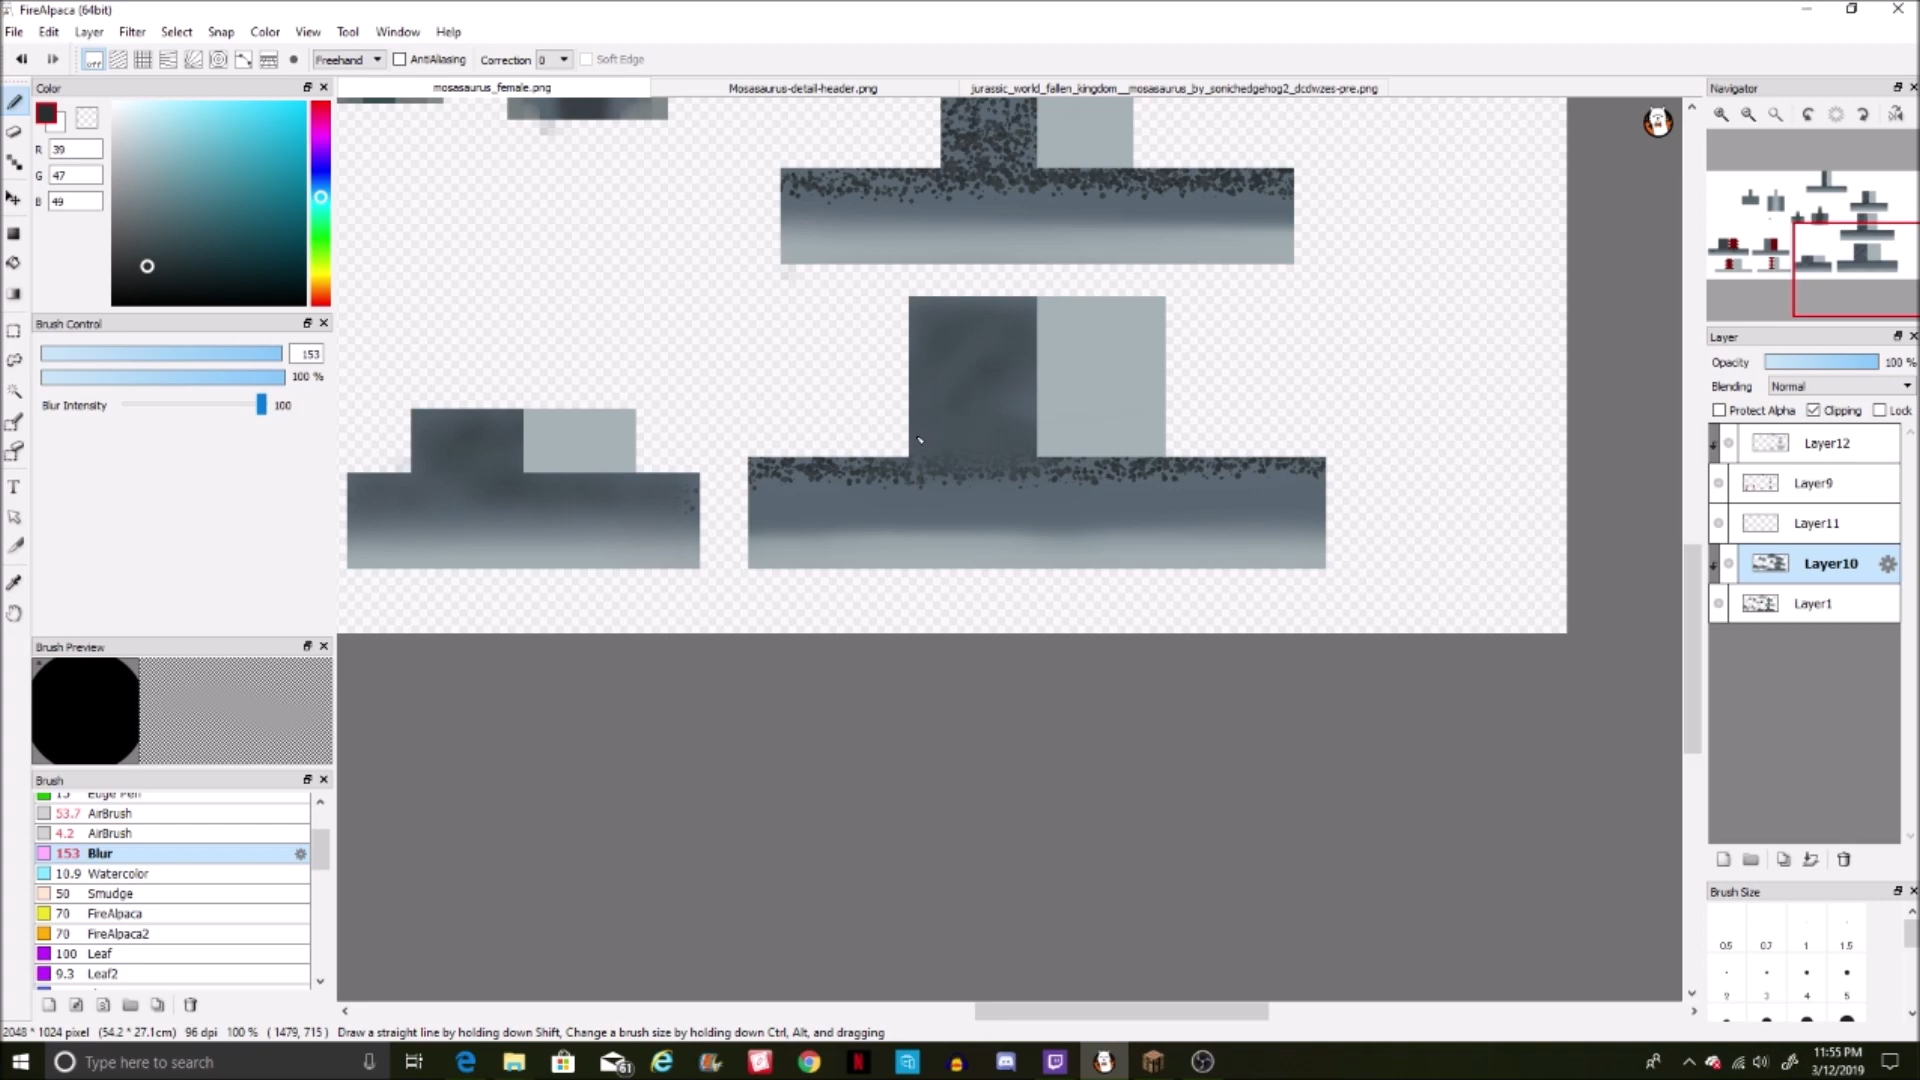 FireAlpaca (64bit)
File Edit Layer Filter Select Snap Color View Tool Window Help
off Freehand AntiAliasing Correction 0 Soft Edge
Color
mosasaurus_female.png Mosasaurus-detail-header.png jurassic_world_fallen_kingdom__mosasaurus_by_sonichedgehog2_dcdwzes-pre.png
Navigator
R 39
G 47
B 49
Brush Control
153
100 %
Blur Intensity 100
Layer
Opacity 100 %
Blending Normal
Protect Alpha Clipping Lock
Layer12
Layer9
Layer11
Layer10
Layer1
Brush Preview
Brush
15 Edge Pen
53.7 AirBrush
4.2 AirBrush
153 Blur
10.9 Watercolor
50 Smudge
70 FireAlpaca
70 FireAlpaca2
100 Leaf
9.3 Leaf2
Brush Size
0.5 0.7 1 1.5
2 3 4 5
2048 * 1024 pixel (54.2 * 27.1cm) 96 dpi 100 % ( 1479, 715 ) Draw a straight line by holding down Shift, Change a brush size by holding down Ctrl, Alt, and dragging
Type here to search
61
11:55 PM
3/12/2019